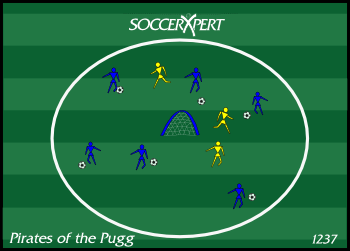 SOCCERXPERT
Pirates of the Pugg
1237